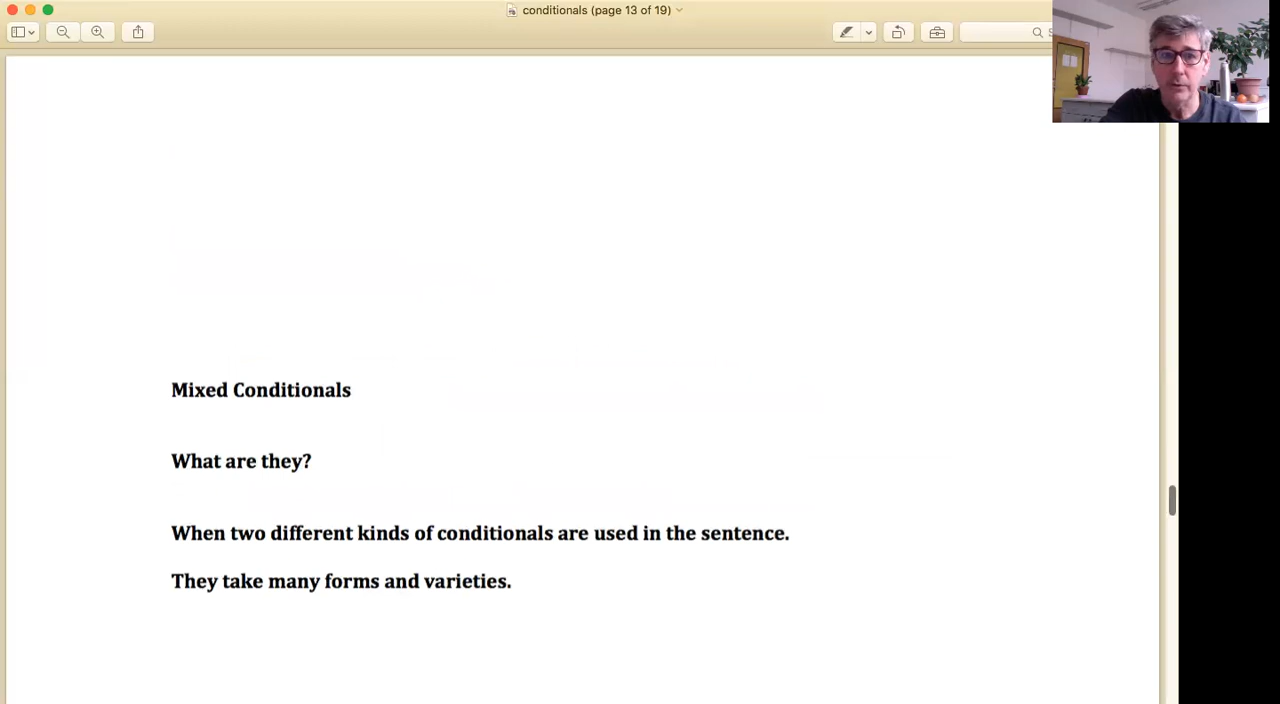 conditionals (page 13 of 19)
Mixed Conditionals
What are they?
When two different kinds of conditionals are used in the sentence.
They take many forms and varieties.